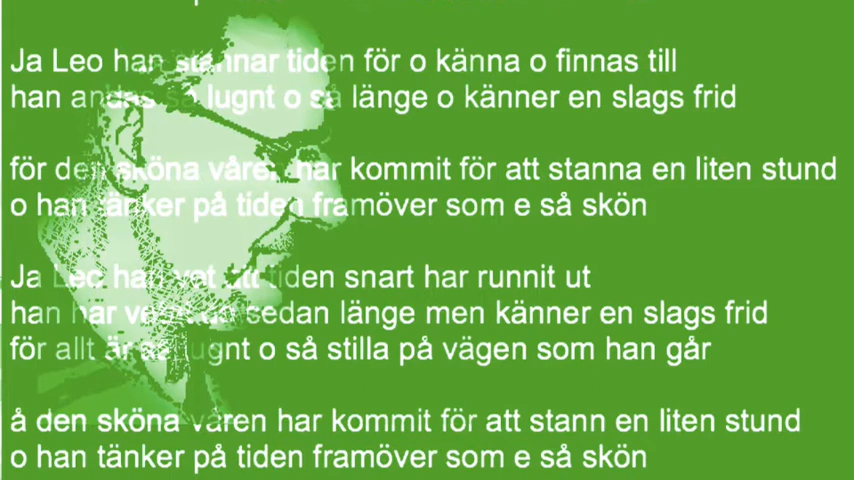 Ja Leo han stannar tiden för o känna o finnas till
han andas så lugnt o så länge o känner en slags frid
för den sköna våren har kommit för att stanna en liten stund
o han tänker på tiden framöver som e så skön
Ja Leo han vet att tiden snart har runnit ut
han har vetat sedan länge men känner en slags frid
för allt är så lugnt o så stilla på vägen som han går
å den sköna våren har kommit för att stann en liten stund
o han tänker på tiden framöver som e så skön